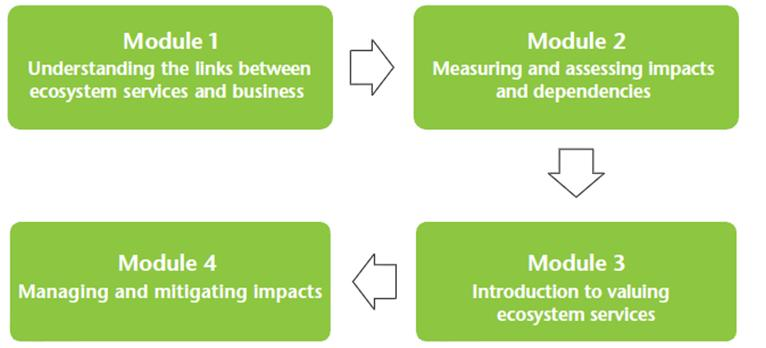 Module 1
Understanding the links between
ecosystem services and business
Module 2
Measuring and assessing impacts
and dependencies
Module 3
Introduction to valuing
ecosystem services
Module 4
Managing and mitigating impacts